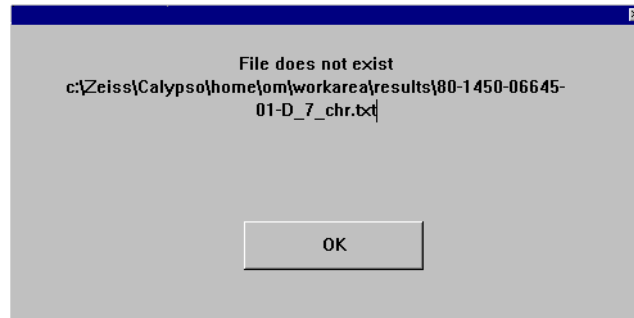 File does not exist
c:\Zeiss\Calypso\home\om\workarea\results\80-1450-06645-
01-D_7_chr.txt
OK